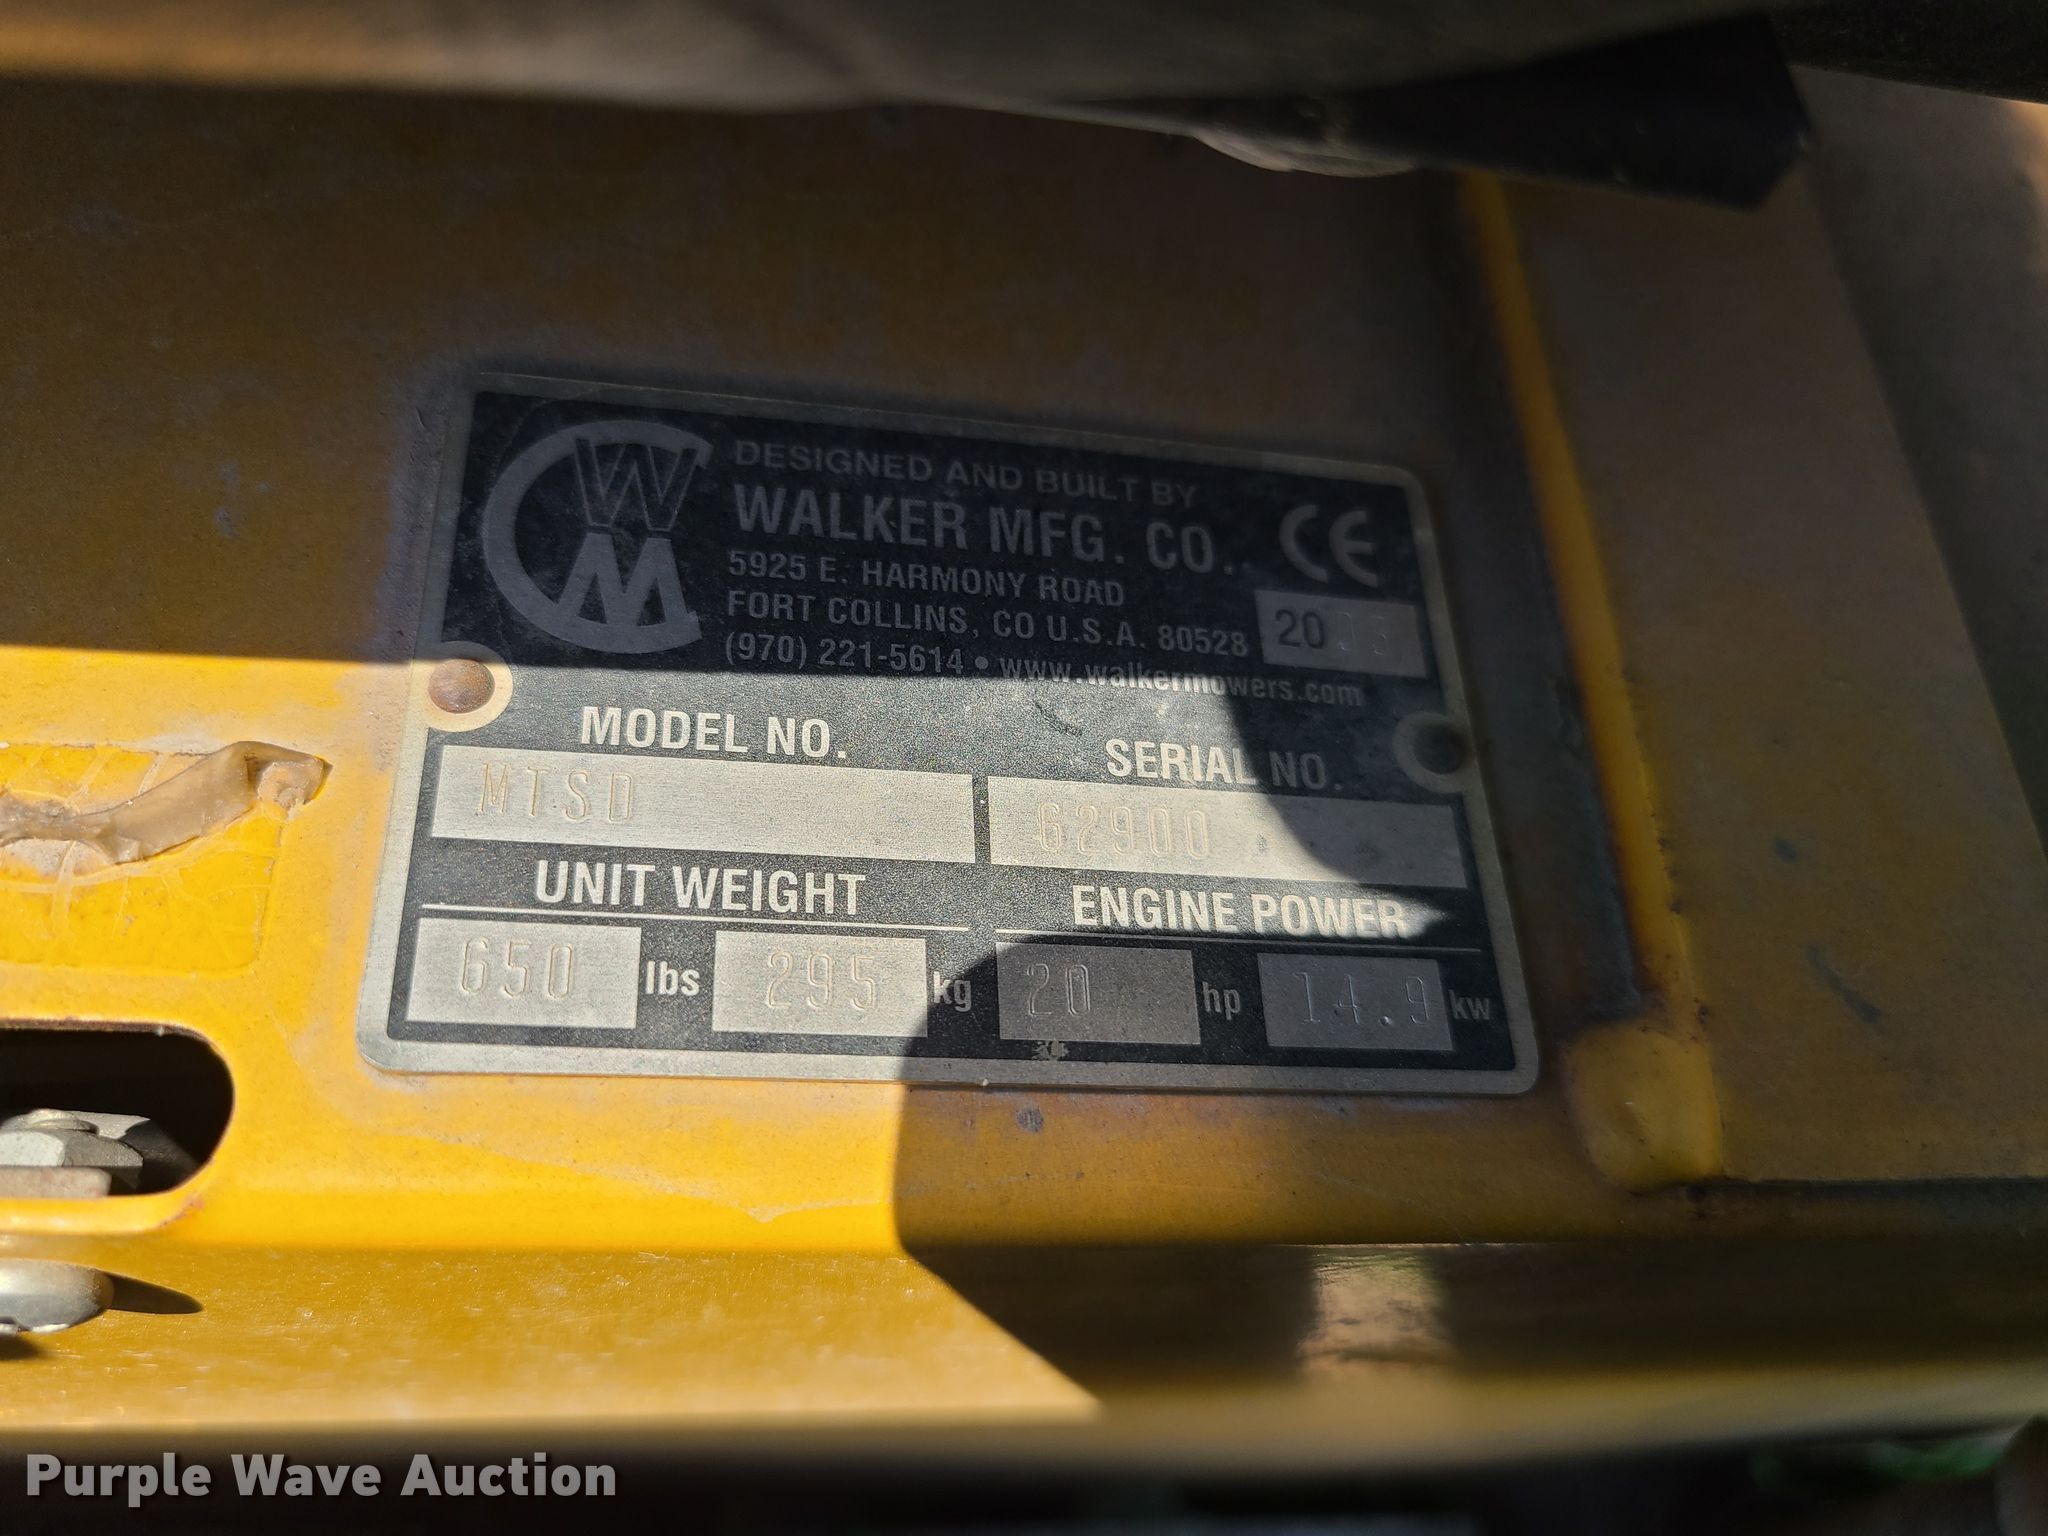 DESIGNED AND BUILT BY
WALKER MFG. CO.
CE
5925 E. HARMONY ROAD
FORT COLLINS, CO U.S.A. 80528
20
(970) 221-5614 • www.walkermowers.com
MODEL NO. SERIAL NO.
MTSD 62900
UNIT WEIGHT ENGINE POWER
650 lbs 295 kg 20 hp 14.9 kw
Purple Wave Auction